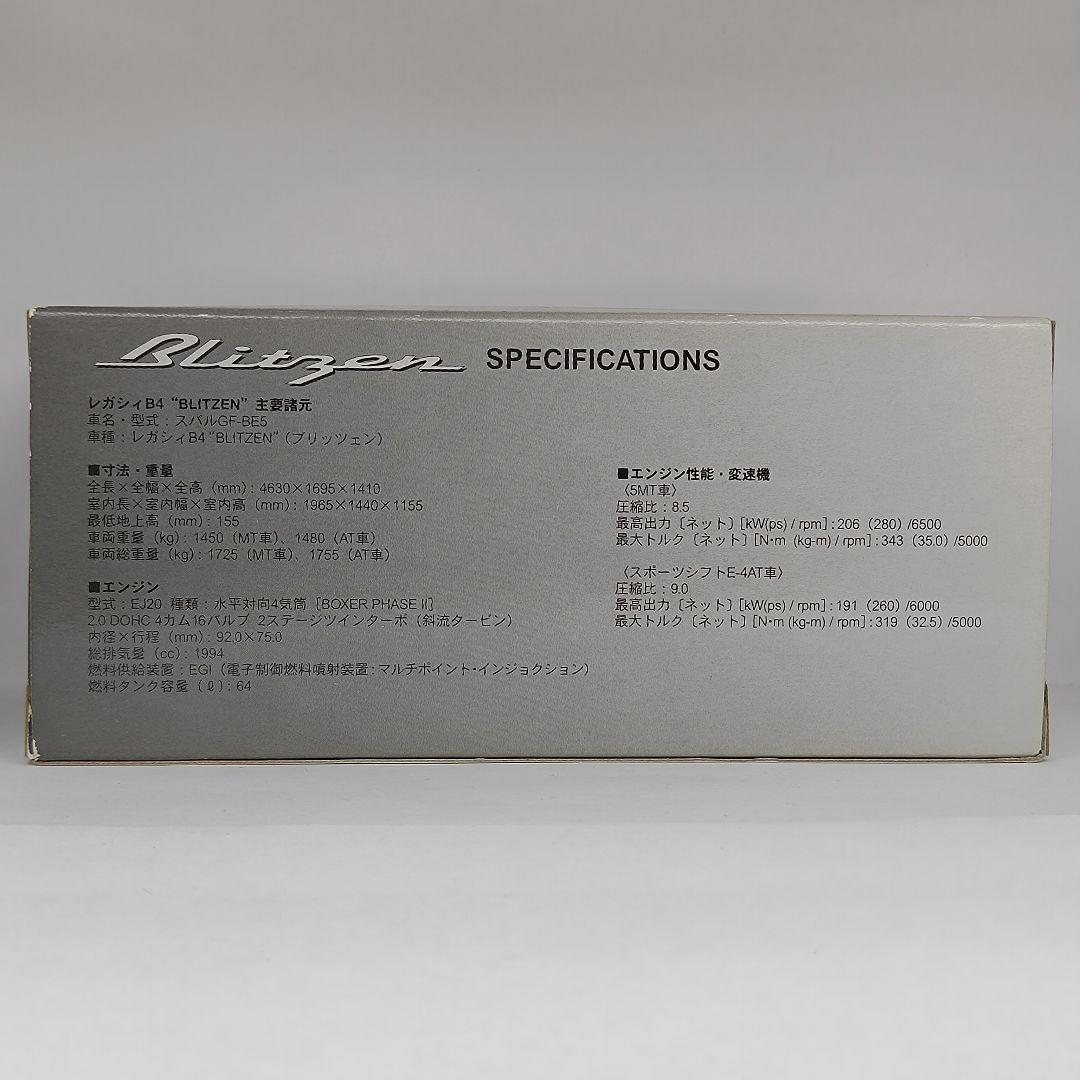 Blitzen SPECIFICATIONS
レガシィB4 “BLITZEN” 主要諸元
車名・型式：スバルGF-BE5
車種：レガシィB4“BLITZEN”（ブリッツェン）
■寸法・重量
全長×全幅×全高（mm）：4630×1695×1410
室内長×室内幅×室内高（mm）：1965×1440×1155
最低地上高（mm）：155
車両重量（kg）：1450（MT車）、1480（AT車）
車両総重量（kg）：1725（MT車）、1755（AT車）
■エンジン
型式：EJ20 種類：水平対向4気筒［BOXER PHASE II］
2.0 DOHC 4カム16バルブ 2ステージツインターボ（斜流タービン）
内径×行程（mm）：92.0×75.0
総排気量（cc）：1994
燃料供給装置：EGI（電子制御燃料噴射装置：マルチポイント・インジョクション）
燃料タンク容量（ℓ）：64
■エンジン性能・変速機
〈5MT車〉
圧縮比：8.5
最高出力〔ネット〕［kW(ps) / rpm］：206（280）/6500
最大トルク〔ネット〕［N・m (kg-m) / rpm］：343（35.0）/5000
〈スポーツシフトE-4AT車〉
圧縮比：9.0
最高出力〔ネット〕［kW(ps) / rpm］：191（260）/6000
最大トルク〔ネット〕［N・m (kg-m) / rpm］：319（32.5）/5000